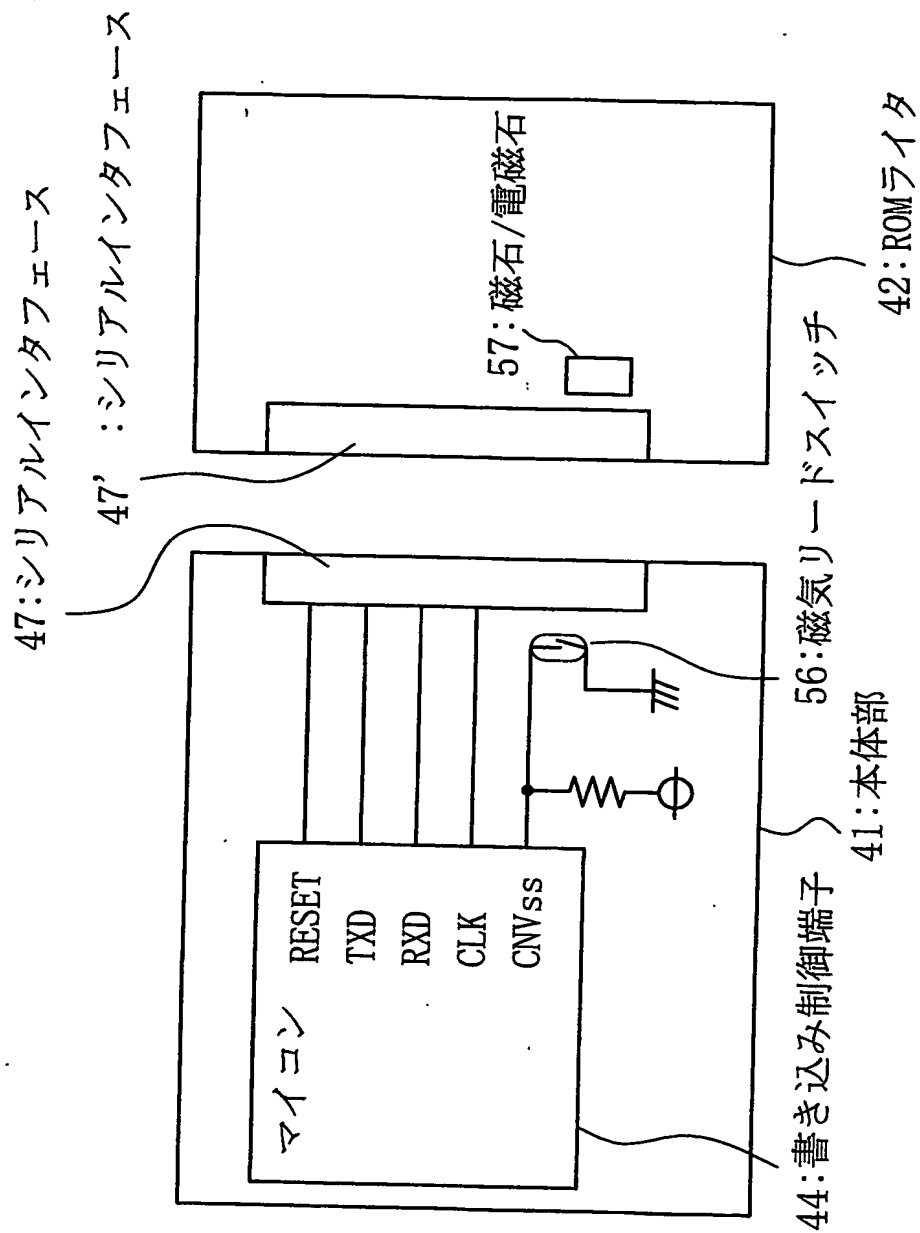 47:シリアルインタフェース
47' :シリアルインタフェース
マイコン
RESET
TXD
RXD
CLK
CNVss
57:磁石/電磁石
56:磁気リードスイッチ
42:ROMライタ
41:本体部
44:書き込み制御端子